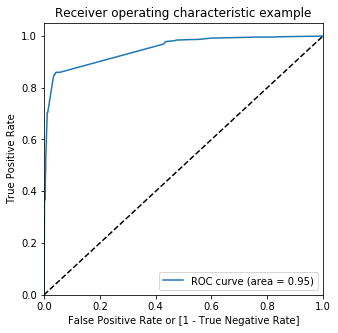 Receiver operating characteristic example
1.0
0.8
0.6
0.4
0.2
0.0
True Positive Rate
ROC curve (area = 0.95)
0.0 0.2 0.4 0.6 0.8 1.0
False Positive Rate or [1 - True Negative Rate]